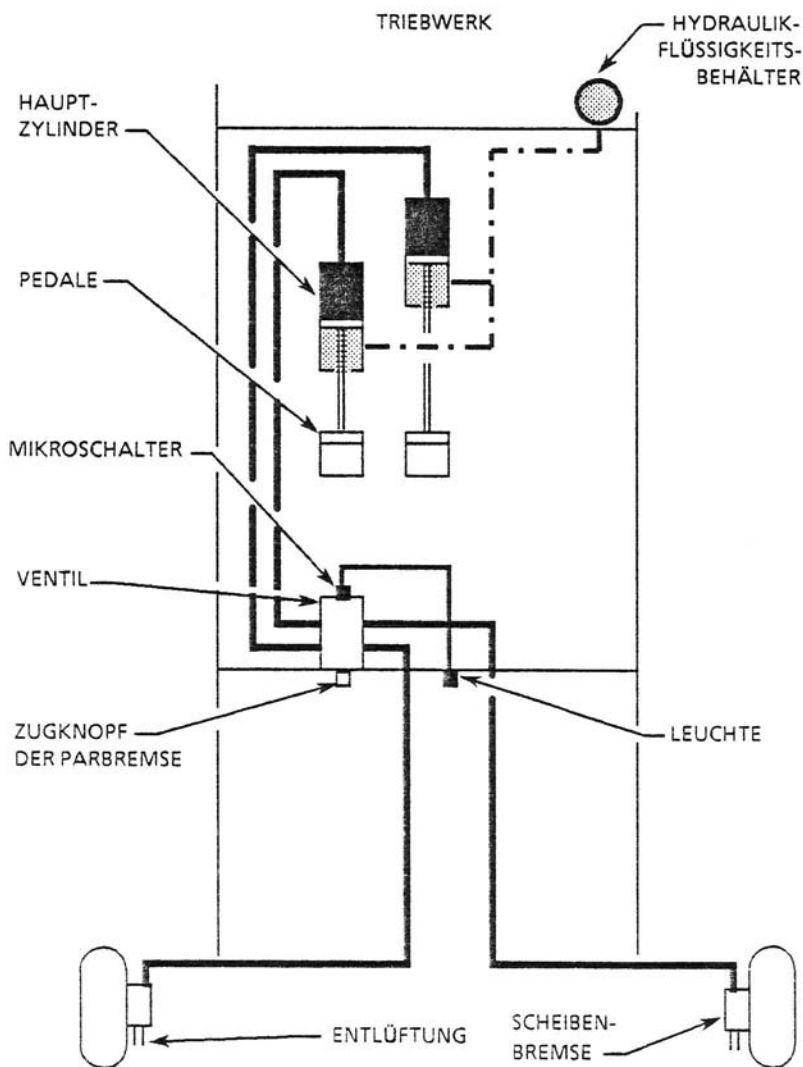 TRIEBWERK
HYDRAULIK-
FLÜSSIGKEITS-
BEHÄLTER
HAUPT-
ZYLINDER
PEDALE
MIKROSCHALTER
VENTIL
ZUGKNOPF
DER PARBREMSE
LEUCHTE
ENTLÜFTUNG
SCHEIBEN-
BREMSE